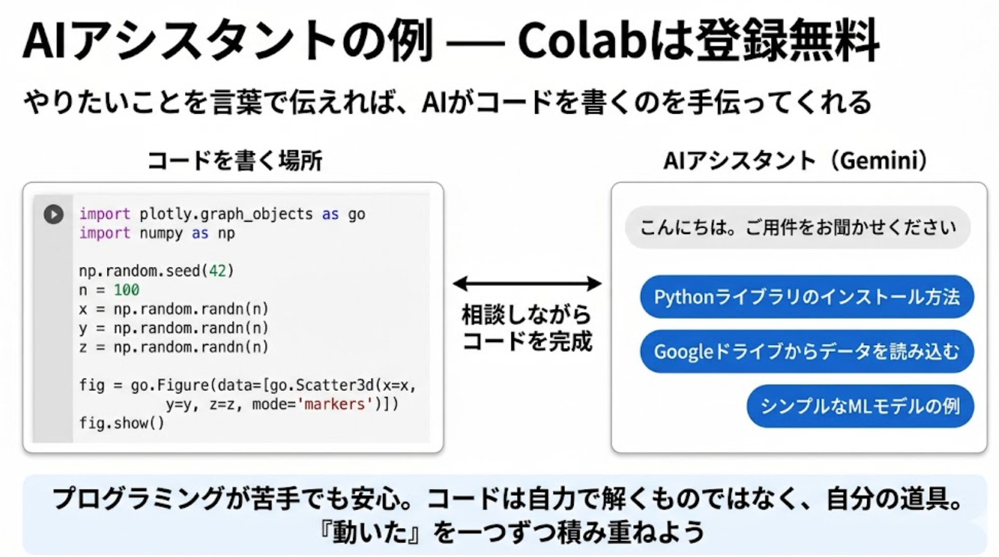 AIアシスタントの例 ── Colabは登録無料
やりたいことを言葉で伝えれば、AIがコードを書くのを手伝ってくれる
コードを書く場所
import plotly.graph_objects as go
import numpy as np
np.random.seed(42)
n = 100
x = np.random.randn(n)
y = np.random.randn(n)
z = np.random.randn(n)
fig = go.Figure(data=[go.Scatter3d(x=x,
y=y, z=z, mode='markers')])
fig.show()
相談しながら
コードを完成
AIアシスタント（Gemini）
こんにちは。ご用件をお聞かせください
Pythonライブラリのインストール方法
Googleドライブからデータを読み込む
シンプルなMLモデルの例
プログラミングが苦手でも安心。コードは自力で解くものではなく、自分の道具。
『動いた』を一つずつ積み重ねよう